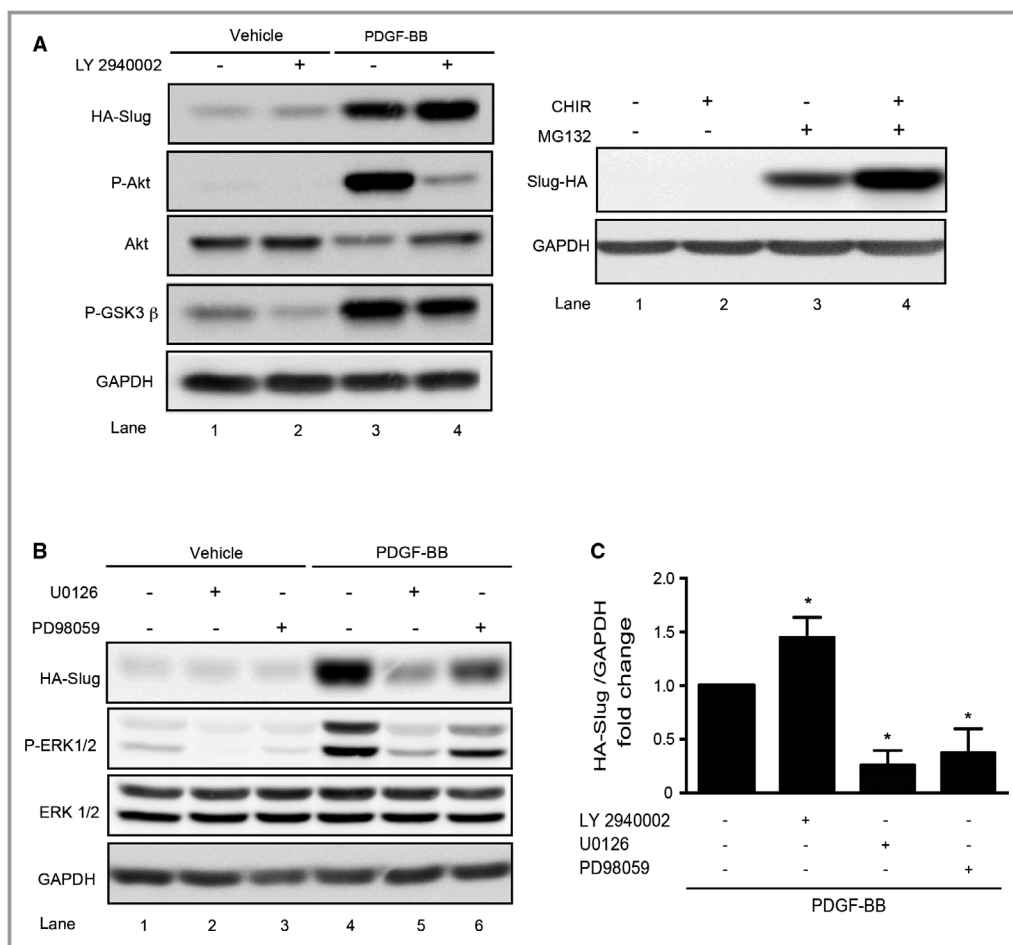 A
Vehicle PDGF-BB
LY 2940002 - + - +
HA-Slug
P-Akt
Akt
P-GSK3 β
GAPDH
Lane 1 2 3 4
CHIR - + - +
MG132 - - + +
Slug-HA
GAPDH
Lane 1 2 3 4
B
Vehicle PDGF-BB
U0126 - + - - + -
PD98059 - - + - - +
HA-Slug
P-ERK1/2
ERK 1/2
GAPDH
Lane 1 2 3 4 5 6
C
HA-Slug /GAPDH
fold change
2.0
1.5
1.0
0.5
0
* * *
LY 2940002 - + - -
U0126 - - + -
PD98059 - - - +
PDGF-BB